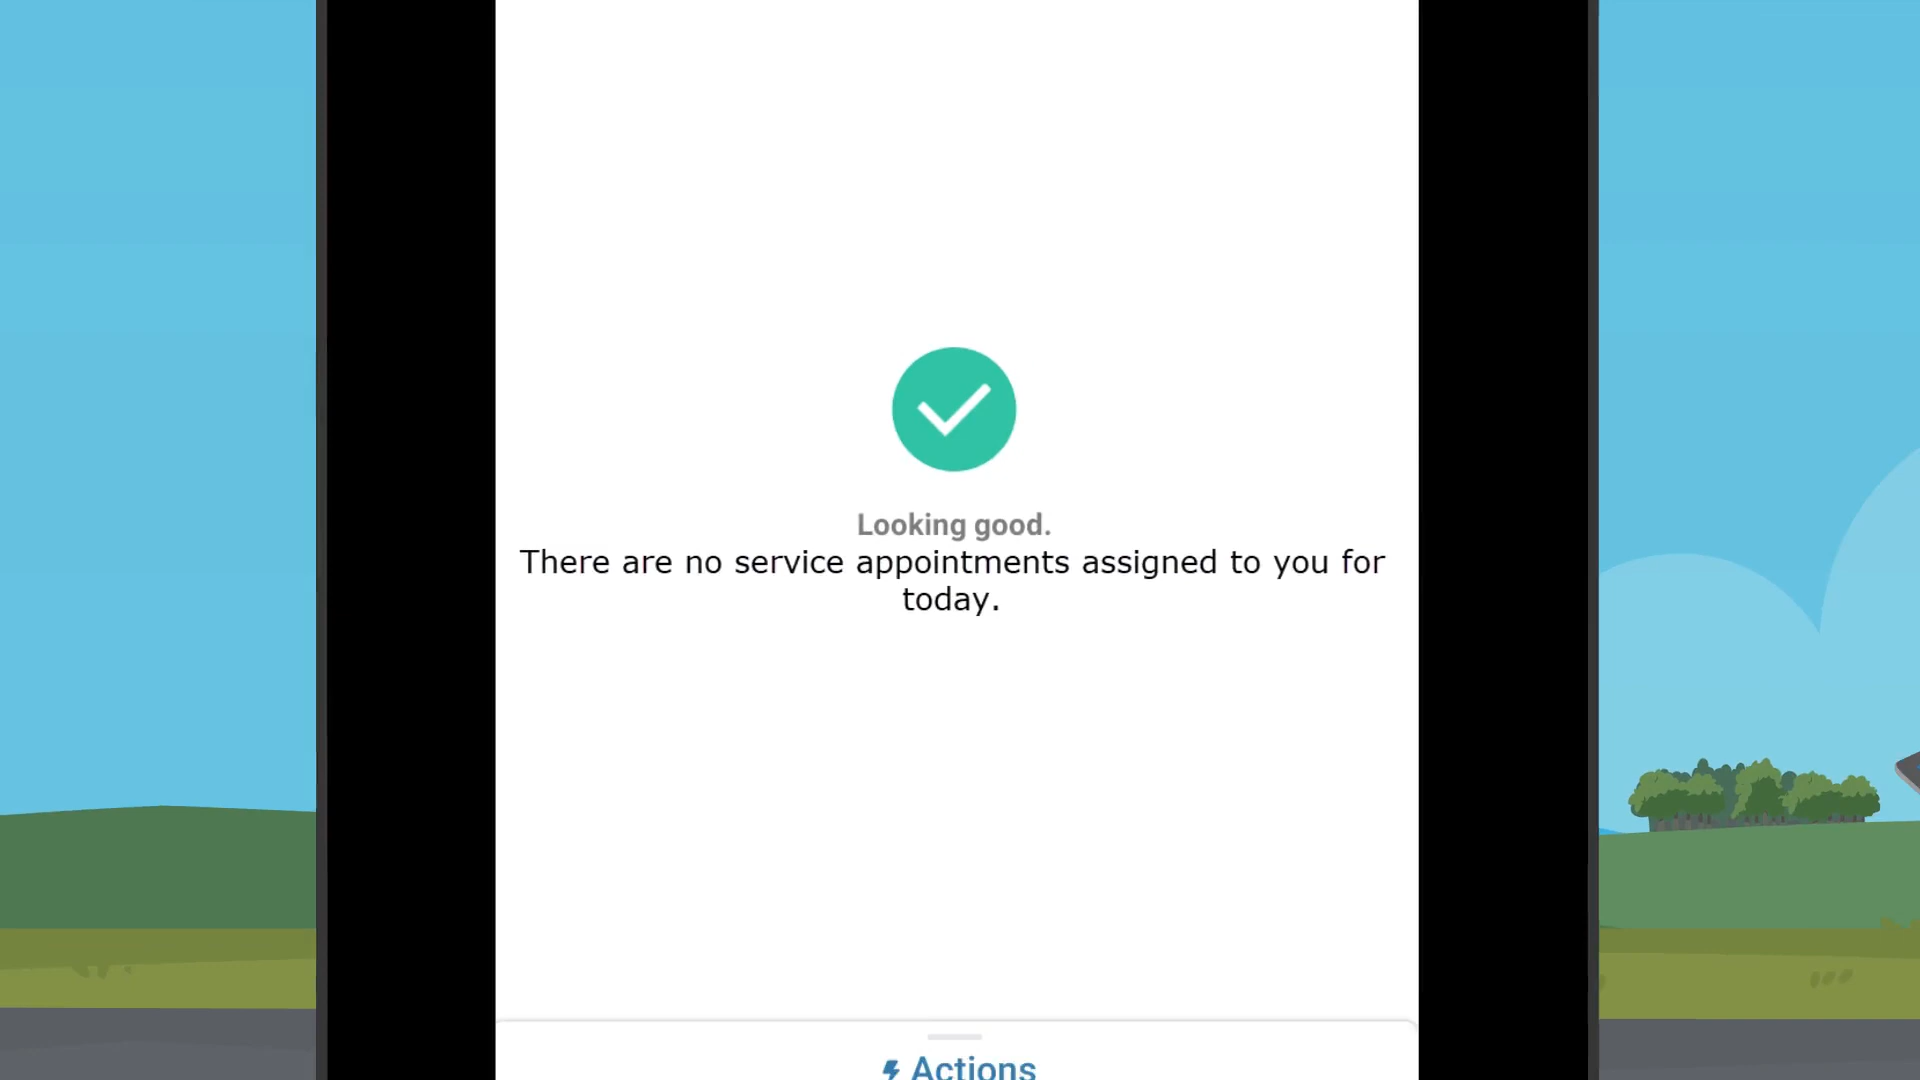 Looking good.
There are no service appointments assigned to you for
today.
Actions